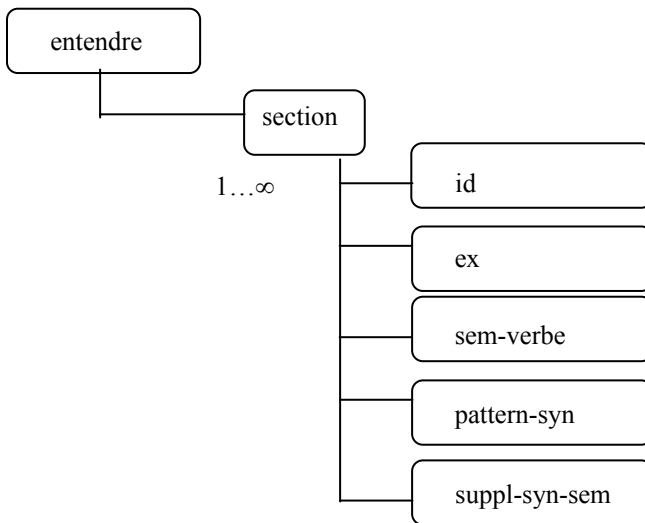 entendre
section
1…∞
id
ex
sem-verbe
pattern-syn
suppl-syn-sem